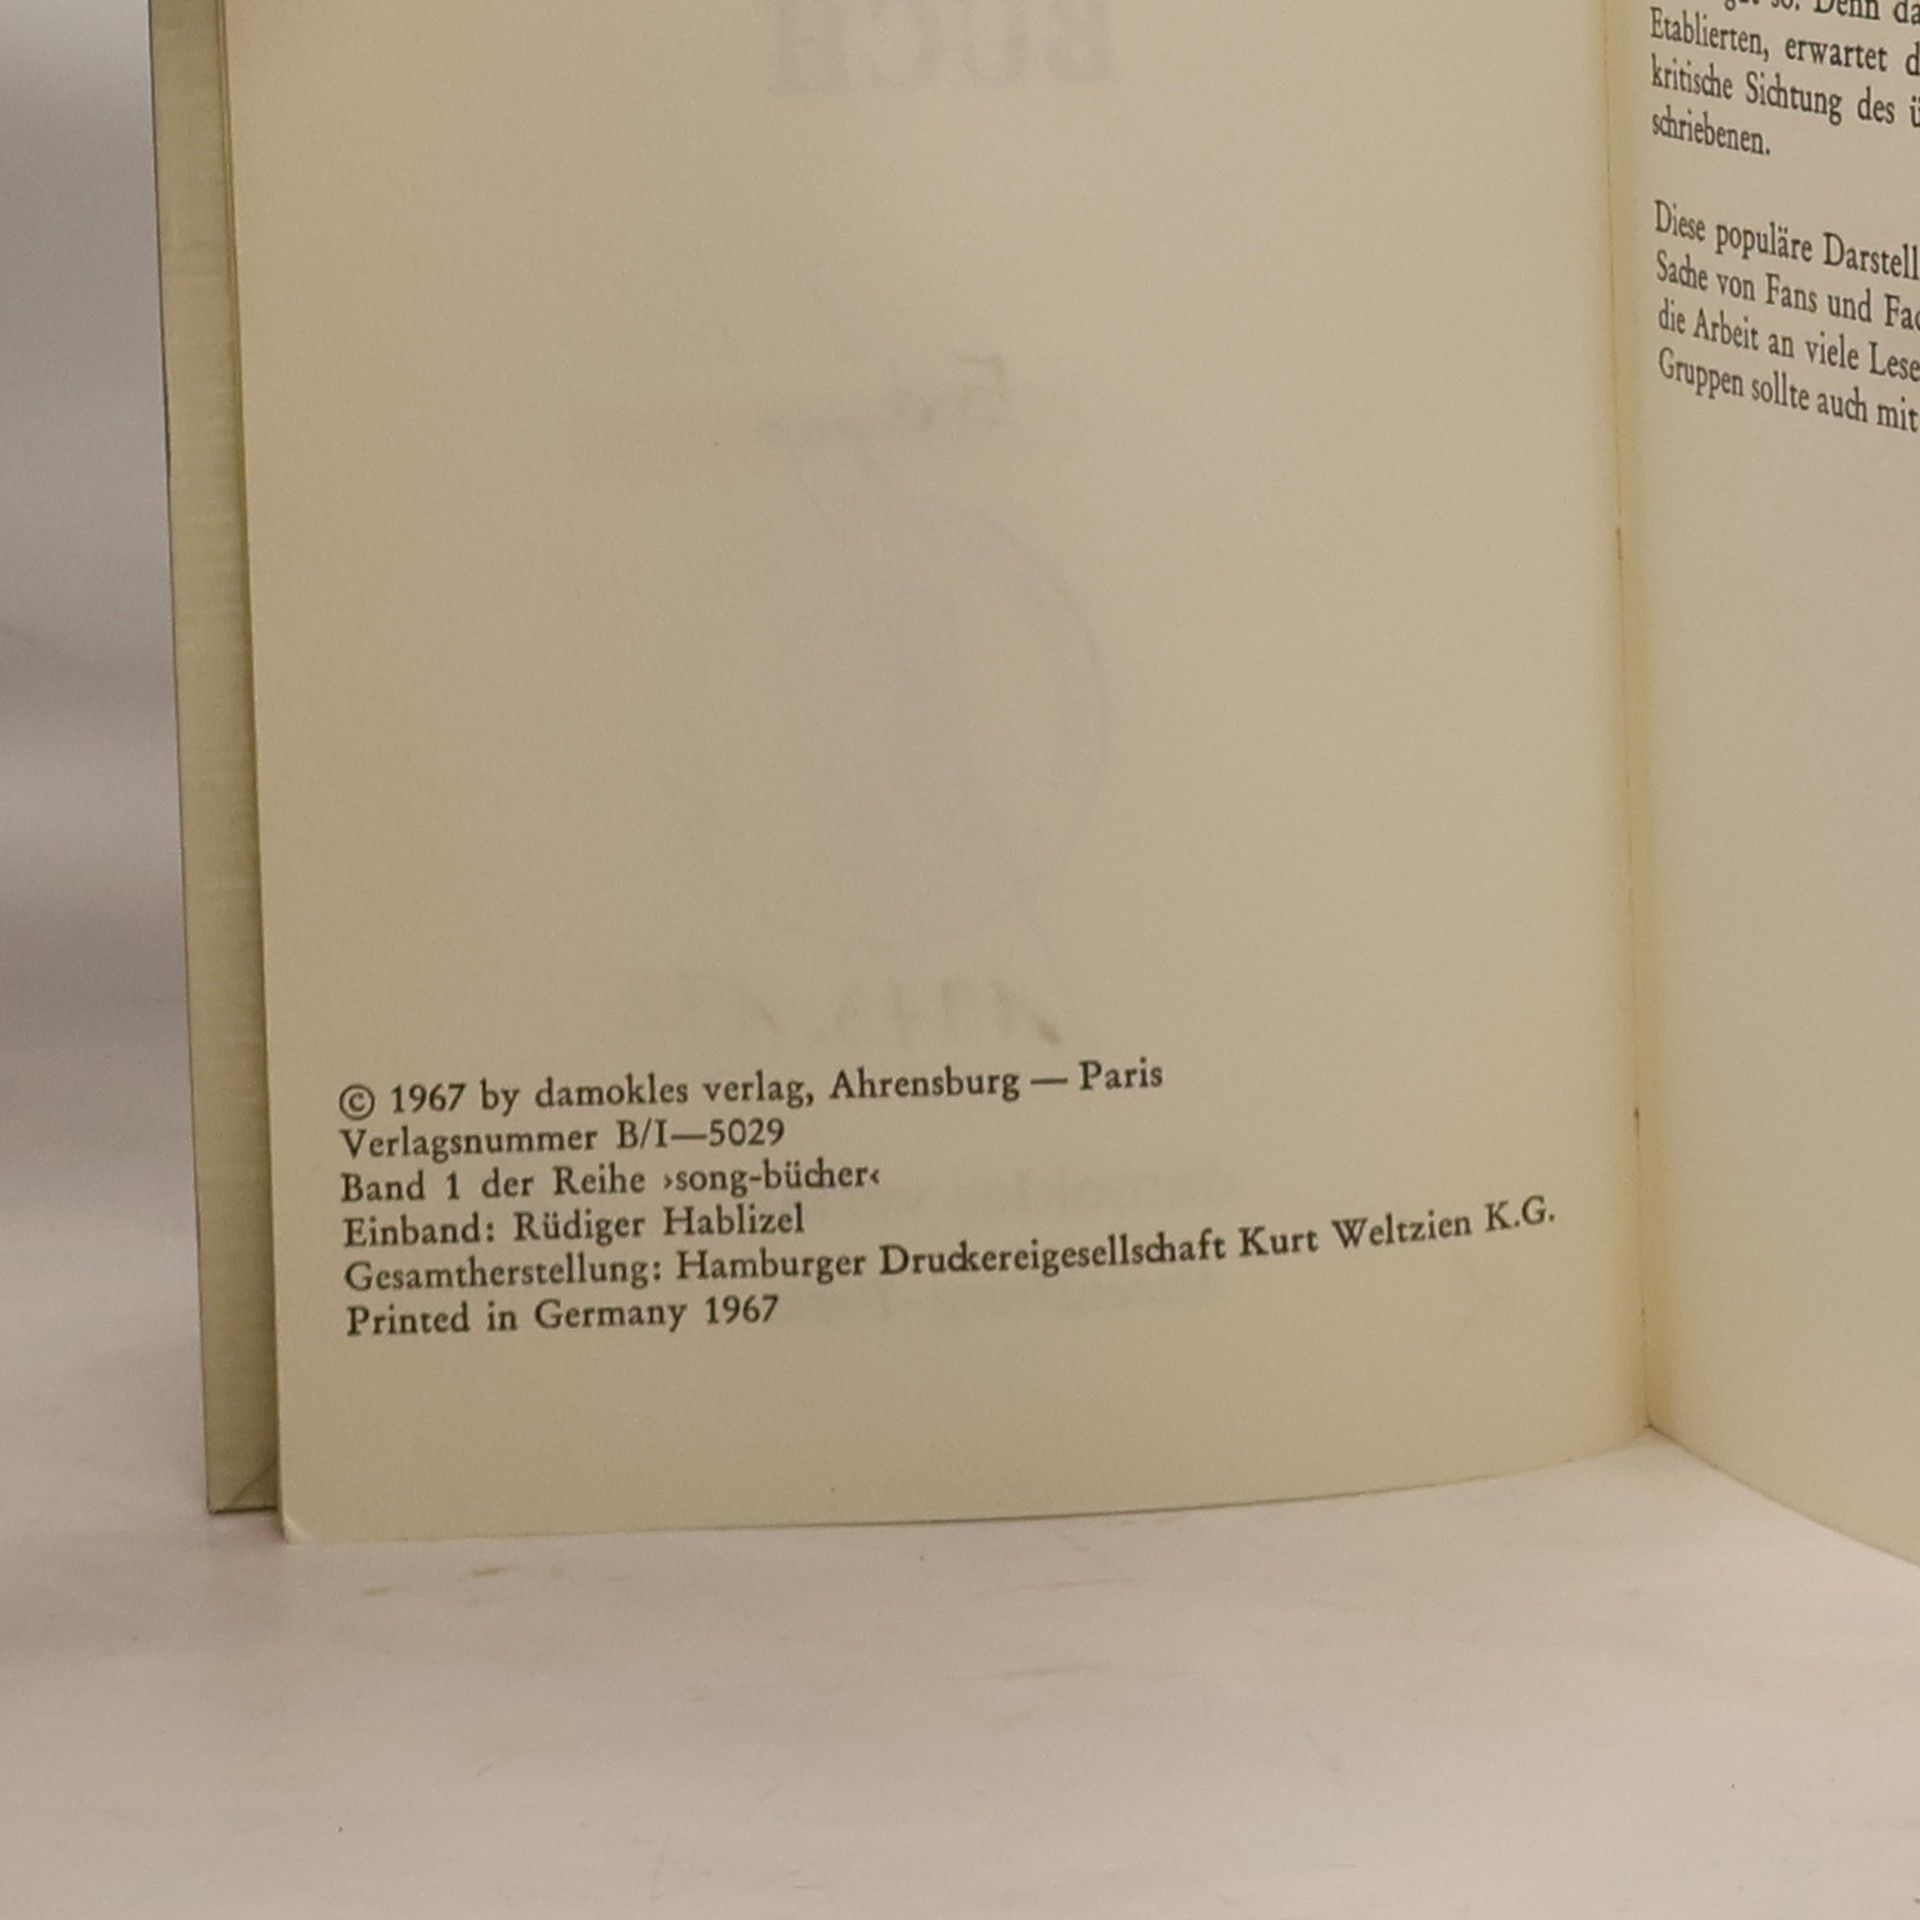 © 1967 by damokles verlag, Ahrensburg — Paris
Verlagsnummer B/I—5029
Band 1 der Reihe ›song-bücher‹
Einband: Rüdiger Hablizel
Gesamtherstellung: Hamburger Druckereigesellschaft Kurt Weltzien K.G.
Printed in Germany 1967
so. Denn
Etablierten, erwartet
kritische Sichtung des
schriebenen.
Diese populäre
Sache von Fans und
die Arbeit an viele
Gruppen sollte auch mit